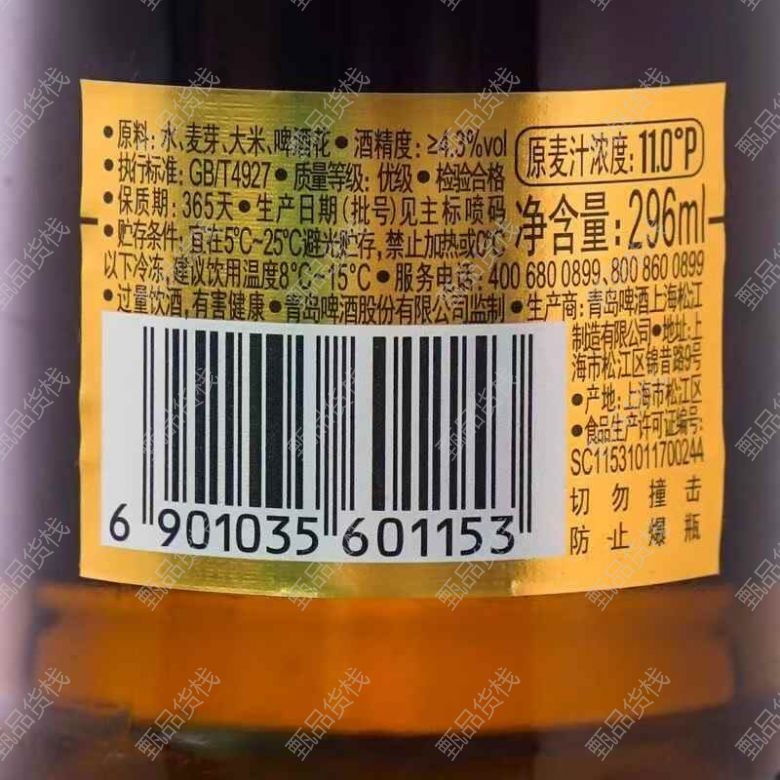 ●原料:水、麦芽、大米、啤酒花●酒精度:≥4.3%vol
原麦汁浓度:11.0°P
●执行标准:GB/T4927●质量等级:优级●检验合格
●保质期:365天●生产日期(批号)见主标喷码
净含量:296ml
●贮存条件:宜在5°C~25°C避光贮存,禁止加热或0°C
以下冷冻,建议饮用温度8°C~15°C●服务电话:400 680 0899、800 860 0899
●过量饮酒,有害健康●青岛啤酒股份有限公司监制●生产商:青岛啤酒上海松江
制造有限公司●地址:上
海市松江区锦昔路9号
●产地:上海市松江区
●食品生产许可证编号:
SC11531011700244
切勿撞击
防止爆瓶
6 901035 601153
甄品货栈